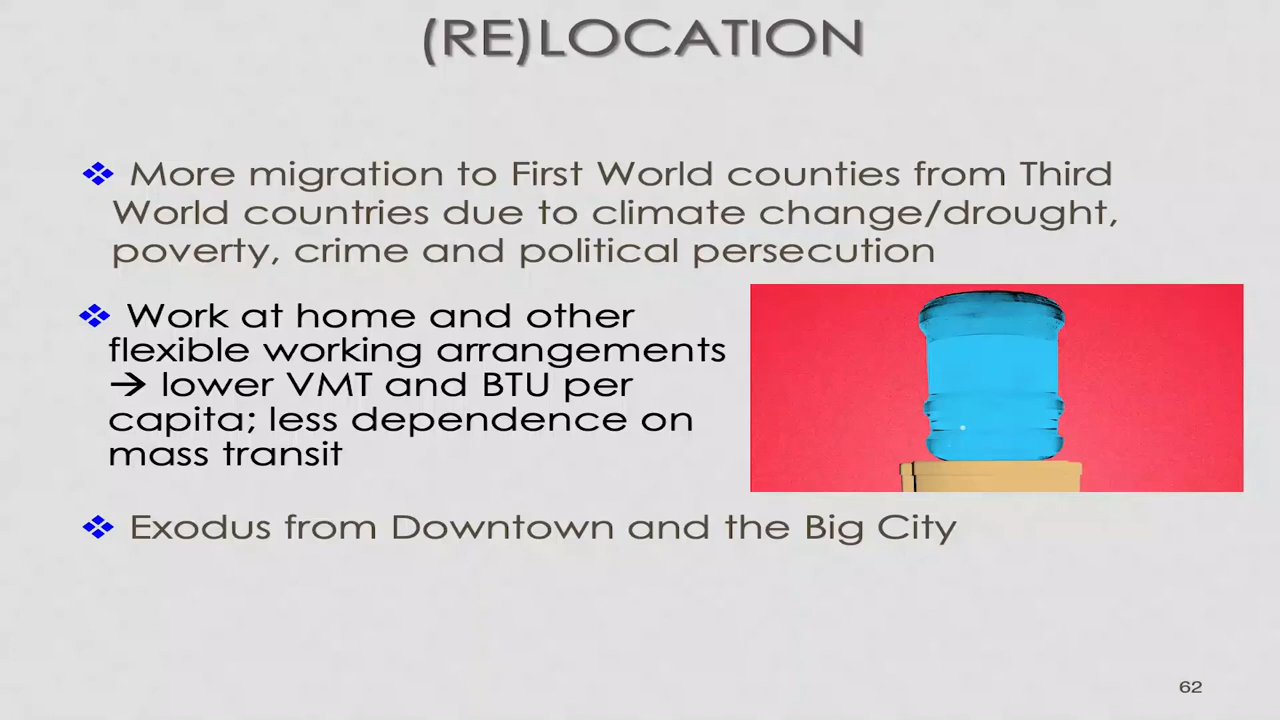 (RE)LOCATION
❖ More migration to First World counties from Third
World countries due to climate change/drought,
poverty, crime and political persecution
❖ Work at home and other
flexible working arrangements
→ lower VMT and BTU per
capita; less dependence on
mass transit
❖ Exodus from Downtown and the Big City
62